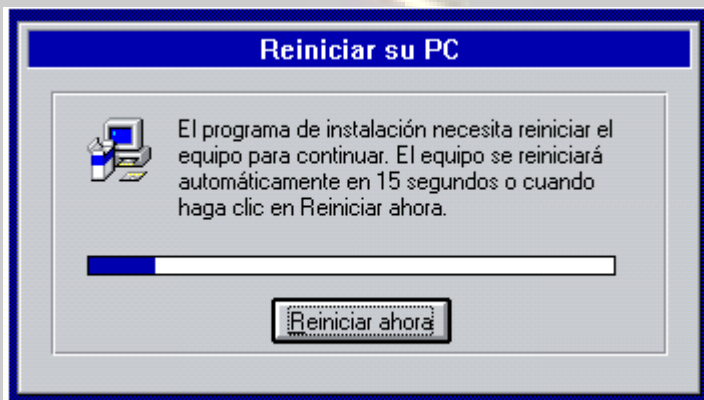 Reiniciar su PC
El programa de instalación necesita reiniciar el
equipo para continuar. El equipo se reiniciará
automáticamente en 15 segundos o cuando
haga clic en Reiniciar ahora.
Reiniciar ahora